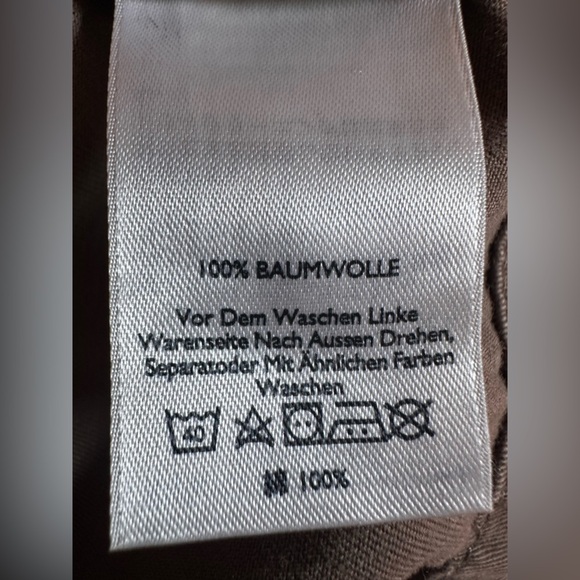 100% BAUMWOLLE
Vor Dem Waschen Linke
Warenseite Nach Aussen Drehen,
Separatoder Mit Ähnlichen Farben
Waschen
40
100%